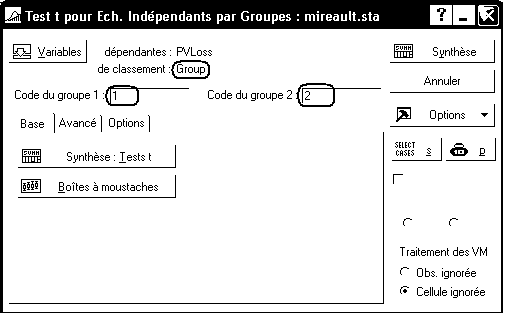 Test t pour Ech. Indépendants par Groupes : mireault.sta
? _
Variables
dépendantes : PVLoss
de classement : Group
Code du groupe 1 : 1
Code du groupe 2 : 2
Base Avancé Options
Synthèse : Tests t
Boîtes à moustaches
Synthèse
Annuler
Options
SELECT CASES S
D
Traitement des VM
Obs. ignorée
Cellule ignorée